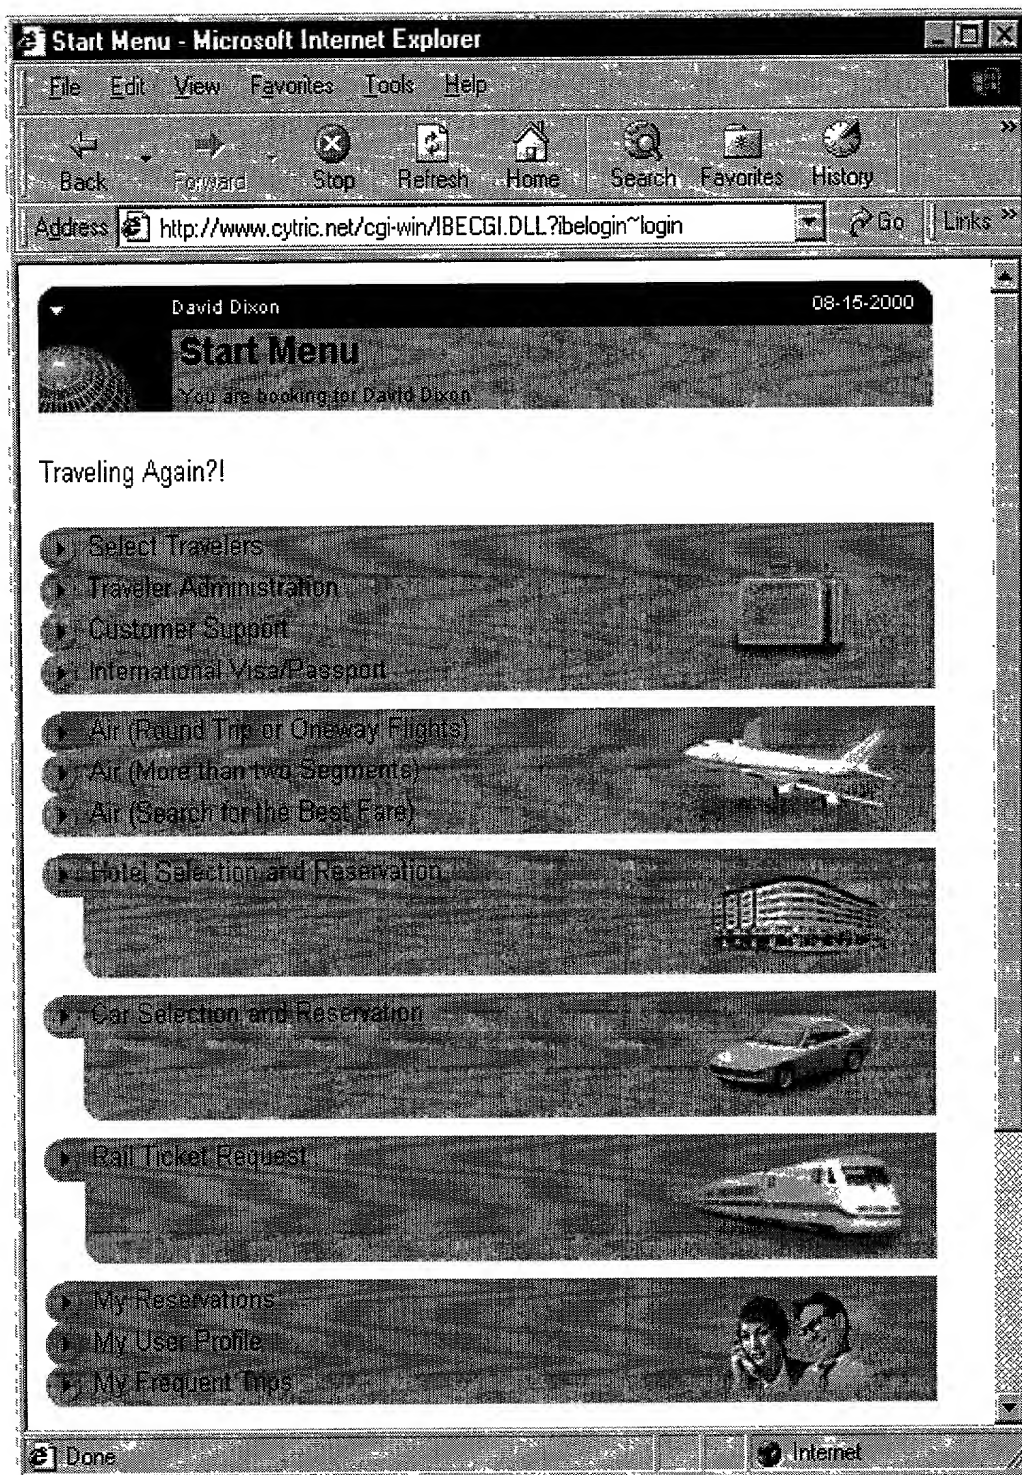 Start Menu - Microsoft Internet Explorer
File Edit View Favorites Tools Help
Back Forward Stop Refresh Home Search Favorites History »
Address http://www.cytric.net/cgi-win/IBECGI.DLL?ibelogin~login Go Links »
David Dixon 08-15-2000
Start Menu
You are booking for David Dixon
Traveling Again?!
Select Travelers
Traveler Administration
Customer Support
International Visa/Passport
Air (Round Trip or Oneway Flights)
Air (More than two Segments)
Air (Search for the Best Fare)
Hotel Selection and Reservation
Car Selection and Reservation
Rail Ticket Request
My Reservations
My User Profile
My Frequent Trips
Done Internet